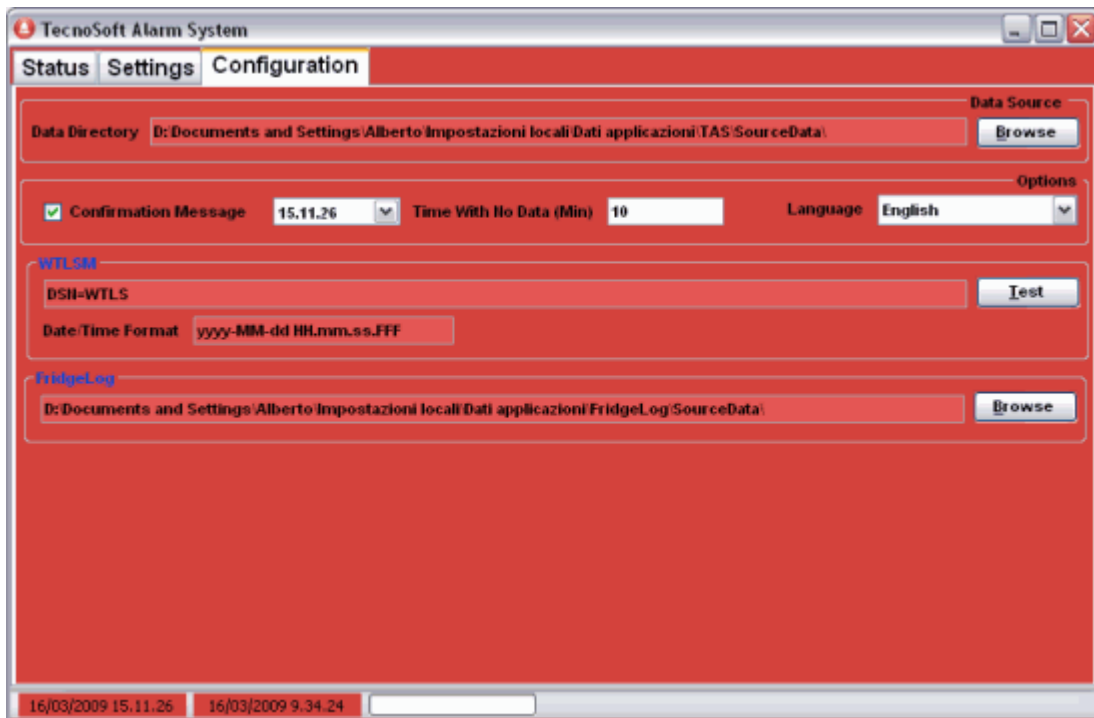 TecnoSoft Alarm System
Status Settings Configuration
Data Source
Data Directory D:\Documents and Settings\Alberto\Impostazioni locali\Dati applicazioni\TAS\SourceData\ Browse
Options
Confirmation Message 15.11.26 Time With No Data (Min) 10 Language English
WTLSM
DSN=WTLS Test
Date/Time Format yyyy-MM-dd HH.mm.ss.FFF
FridgeLog
D:\Documents and Settings\Alberto\Impostazioni locali\Dati applicazioni\FridgeLog\SourceData\ Browse
16/03/2009 15.11.26 16/03/2009 9.34.24